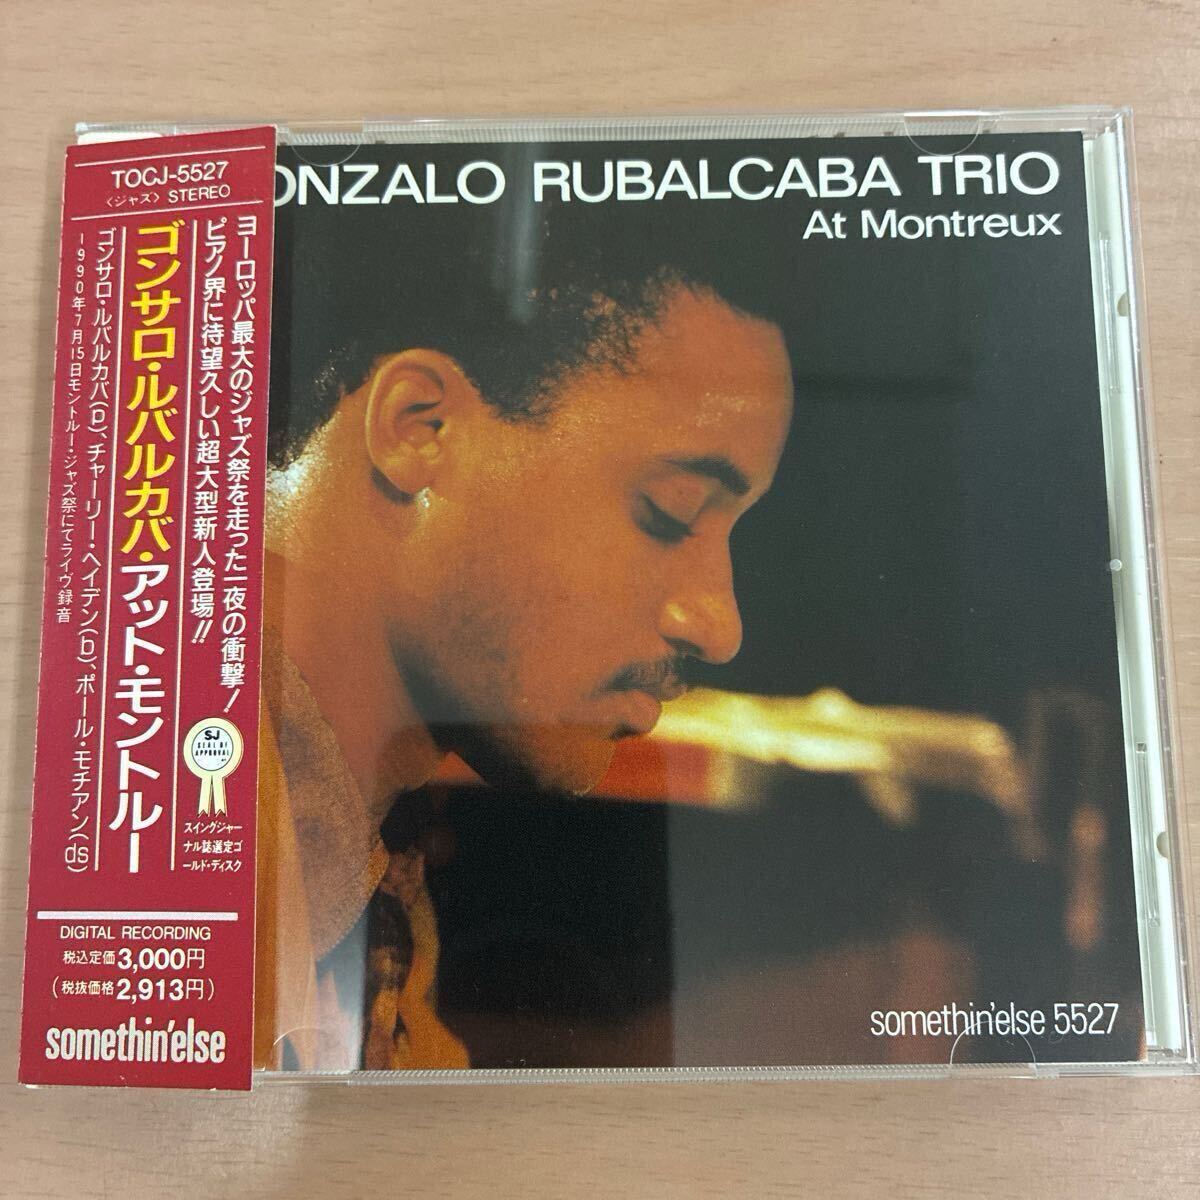 TOCJ-5527
〈ジャズ〉 STEREO
ヨーロッパ最大のジャズ祭を走った一夜の衝撃！
ピアノ界に待望久しい超大型新人登場!!
ゴンサロ・ルバルカバ・アット・モントルー
ゴンサロ・ルバルカバ(p)、チャーリー・ヘイデン(b)、ポール・モチアン(ds)
1990年7月15日モントルー・ジャズ祭にてライヴ録音
SJ
SEAL OF
APPROVAL
スイングジャー
ナル誌選定ゴ
ールド・ディスク
DIGITAL RECORDING
税込定価3,000円
(税抜価格2,913円)
somethin'else
ONZALO RUBALCABA TRIO
At Montreux
somethin'else 5527